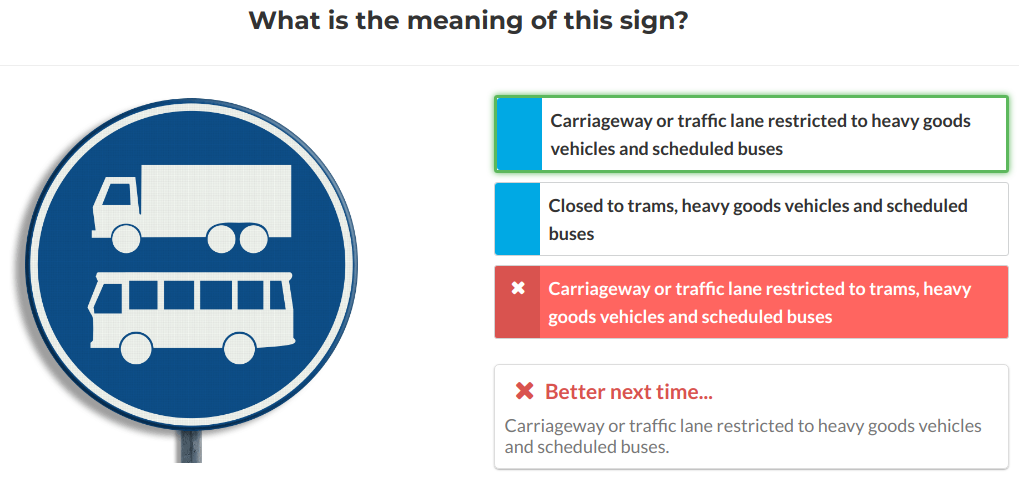 What is the meaning of this sign?
Carriageway or traffic lane restricted to heavy goods
vehicles and scheduled buses
Closed to trams, heavy goods vehicles and scheduled
buses
Carriageway or traffic lane restricted to trams, heavy
goods vehicles and scheduled buses
Better next time...
Carriageway or traffic lane restricted to heavy goods vehicles
and scheduled buses.